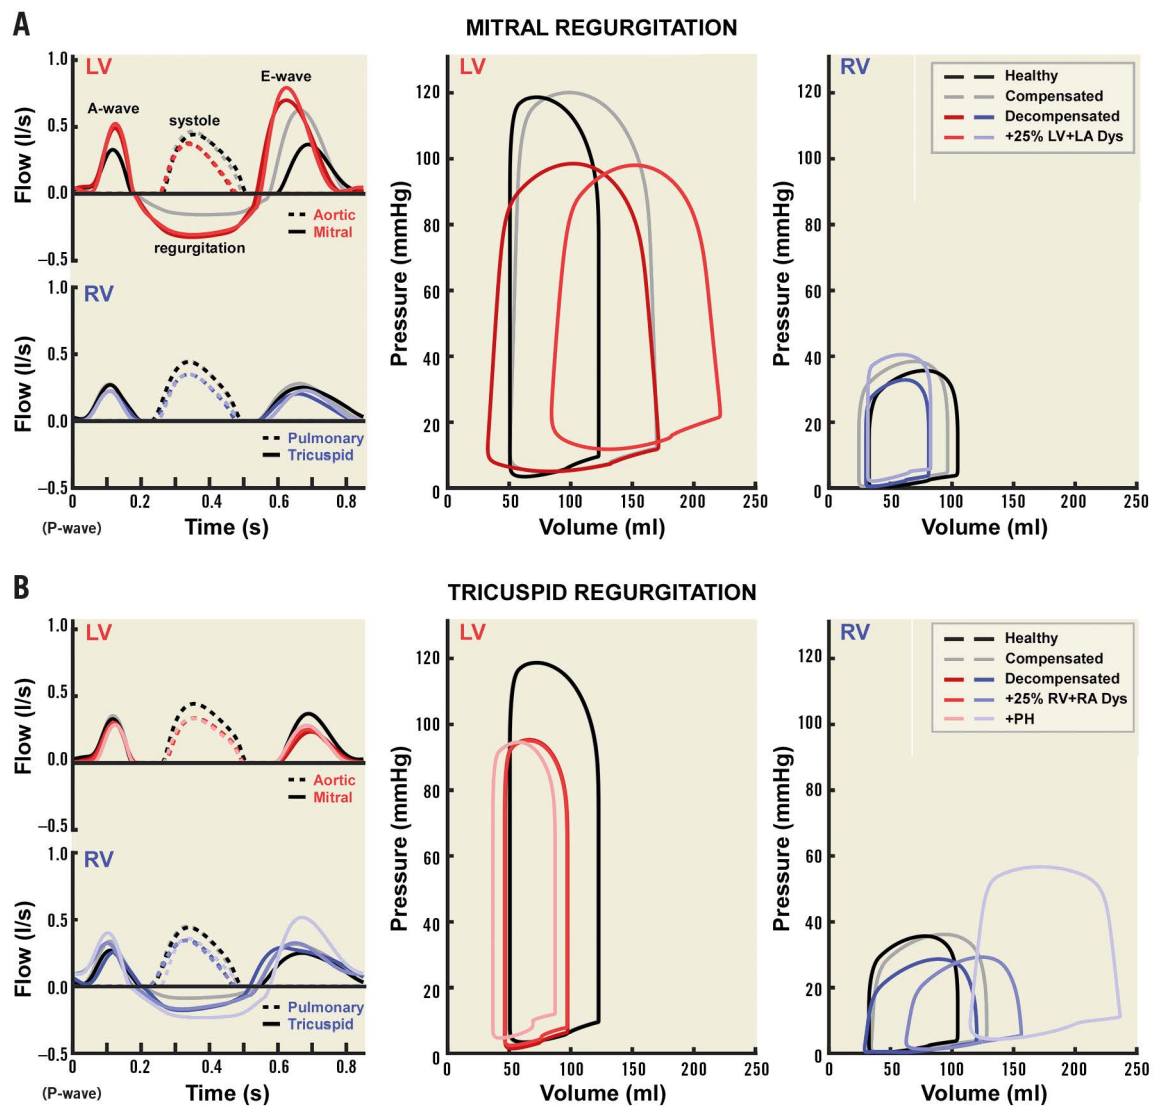 A
MITRAL REGURGITATION
LV
Flow (l/s)
1.0
0.5
0.0
–0.5
A-wave
systole
E-wave
Aortic
Mitral
regurgitation
RV
Flow (l/s)
1.0
0.5
0.0
–0.5
Pulmonary
Tricuspid
0.2
0.4
0.6
0.8
(P-wave)
Time (s)
LV
Pressure (mmHg)
120
100
80
60
40
20
0
0
50
100
150
200
250
Volume (ml)
RV
Healthy
Compensated
Decompensated
+25% LV+LA Dys
Pressure (mmHg)
120
100
80
60
40
20
0
0
50
100
150
200
250
Volume (ml)
B
TRICUSPID REGURGITATION
LV
Flow (l/s)
1.0
0.5
0.0
–0.5
Aortic
Mitral
RV
Flow (l/s)
1.0
0.5
0.0
–0.5
Pulmonary
Tricuspid
0.2
0.4
0.6
0.8
(P-wave)
Time (s)
LV
Pressure (mmHg)
120
100
80
60
40
20
0
0
50
100
150
200
250
Volume (ml)
RV
Healthy
Compensated
Decompensated
+25% RV+RA Dys
+PH
Pressure (mmHg)
120
100
80
60
40
20
0
0
50
100
150
200
250
Volume (ml)